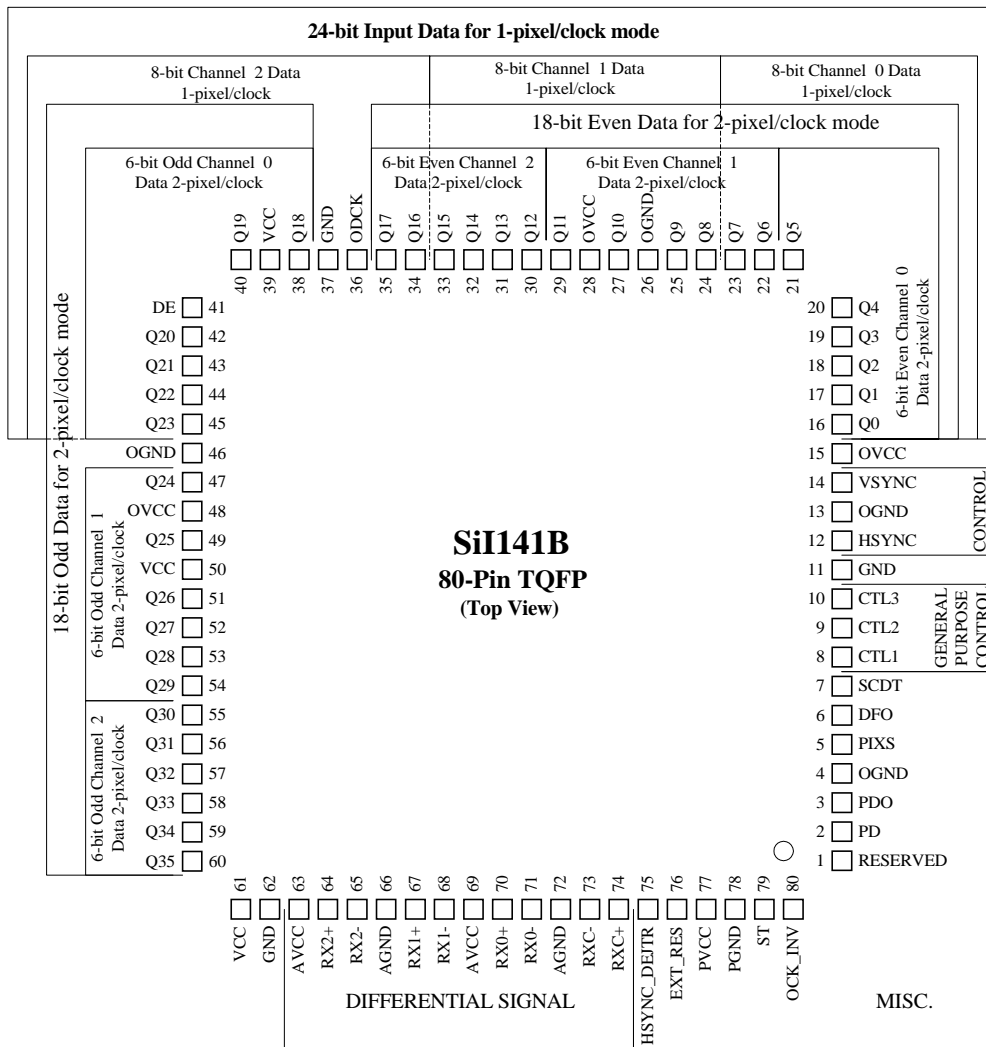 24-bit Input Data for 1-pixel/clock mode
8-bit Channel 2 Data
1-pixel/clock
8-bit Channel 1 Data
1-pixel/clock
8-bit Channel 0 Data
1-pixel/clock
18-bit Even Data for 2-pixel/clock mode
6-bit Odd Channel 0
Data 2-pixel/clock
6-bit Even Channel 2
Data 2-pixel/clock
6-bit Even Channel 1
Data 2-pixel/clock
Q19
VCC
Q18
GND
ODCK
Q17
Q16
Q15
Q14
Q13
Q12
Q11
OVCC
Q10
OGND
Q9
Q8
Q7
Q6
Q5
40
39
38
37
36
35
34
33
32
31
30
29
28
27
26
25
24
23
22
21
18-bit Odd Data for 2-pixel/clock mode
DE 41
Q20 42
Q21 43
Q22 44
Q23 45
OGND 46
Q24 47
OVCC 48
Q25 49
VCC 50
Q26 51
Q27 52
Q28 53
Q29 54
Q30 55
Q31 56
Q32 57
Q33 58
Q34 59
Q35 60
6-bit Odd Channel 1
Data 2-pixel/clock
6-bit Odd Channel 2
Data 2-pixel/clock
SiI141B
80-Pin TQFP
(Top View)
20 Q4
19 Q3
18 Q2
17 Q1
16 Q0
15 OVCC
14 VSYNC
13 OGND
12 HSYNC
11 GND
10 CTL3
9 CTL2
8 CTL1
7 SCDT
6 DFO
5 PIXS
4 OGND
3 PDO
2 PD
1 RESERVED
6-bit Even Channel 0
Data 2-pixel/clock
CONTROL
GENERAL
PURPOSE
CONTROL
61
62
63
64
65
66
67
68
69
70
71
72
73
74
75
76
77
78
79
80
VCC
GND
AVCC
RX2+
RX2-
AGND
RX1+
RX1-
AVCC
RX0+
RX0-
AGND
RXC-
RXC+
HSYNC_DEJTR
EXT_RES
PVCC
PGND
ST
OCK_INV
DIFFERENTIAL SIGNAL
MISC.